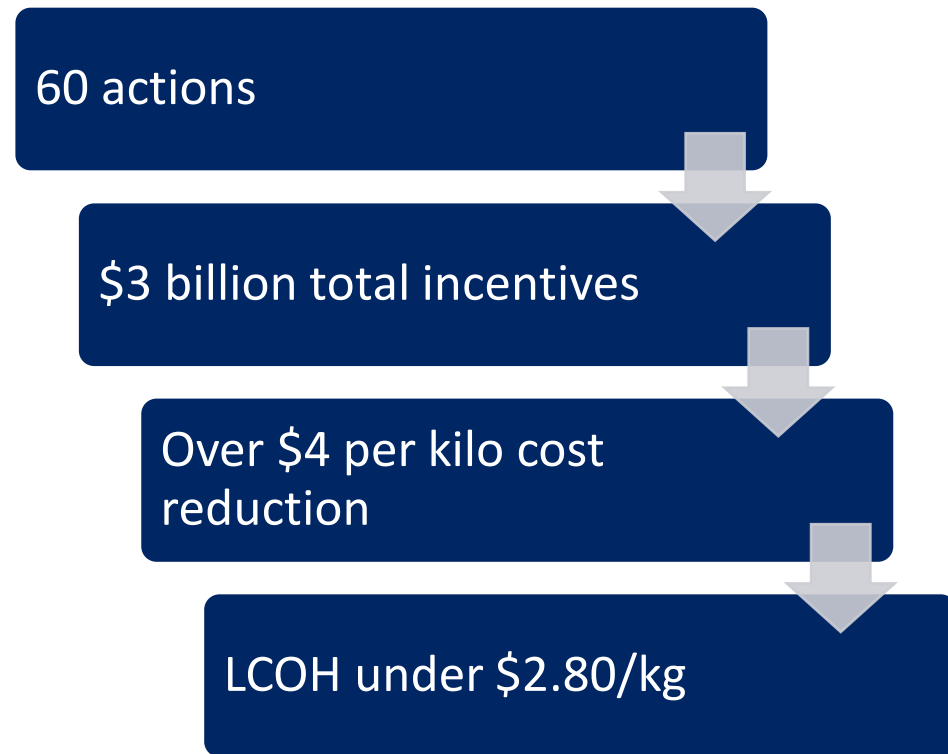 60 actions
$3 billion total incentives
Over $4 per kilo cost
reduction
LCOH under $2.80/kg